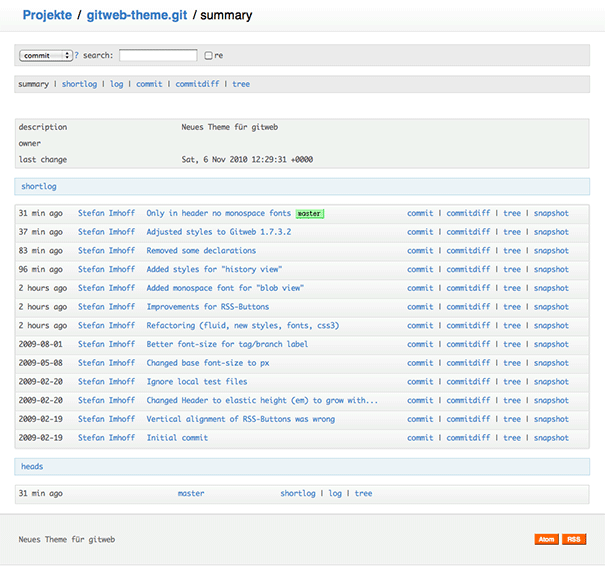 Projekte / gitweb-theme.git / summary
commit ? search: re
summary | shortlog | log | commit | commitdiff | tree
description Neues Theme für gitweb
owner
last change Sat, 6 Nov 2010 12:29:31 +0000
shortlog
31 min ago Stefan Imhoff Only in header no monospace fonts master commit | commitdiff | tree | snapshot
37 min ago Stefan Imhoff Adjusted styles to Gitweb 1.7.3.2 commit | commitdiff | tree | snapshot
83 min ago Stefan Imhoff Removed some declarations commit | commitdiff | tree | snapshot
96 min ago Stefan Imhoff Added styles for "history view" commit | commitdiff | tree | snapshot
2 hours ago Stefan Imhoff Added monospace font for "blob view" commit | commitdiff | tree | snapshot
2 hours ago Stefan Imhoff Improvements for RSS-Buttons commit | commitdiff | tree | snapshot
2 hours ago Stefan Imhoff Refactoring (fluid, new styles, fonts, css3) commit | commitdiff | tree | snapshot
2009-08-01 Stefan Imhoff Better font-size for tag/branch label commit | commitdiff | tree | snapshot
2009-05-08 Stefan Imhoff Changed base font-size to px commit | commitdiff | tree | snapshot
2009-02-20 Stefan Imhoff Ignore local test files commit | commitdiff | tree | snapshot
2009-02-20 Stefan Imhoff Changed Header to elastic height (em) to grow with... commit | commitdiff | tree | snapshot
2009-02-19 Stefan Imhoff Vertical alignment of RSS-Buttons was wrong commit | commitdiff | tree | snapshot
2009-02-19 Stefan Imhoff Initial commit commit | commitdiff | tree | snapshot
heads
31 min ago master shortlog | log | tree
Neues Theme für gitweb Atom RSS